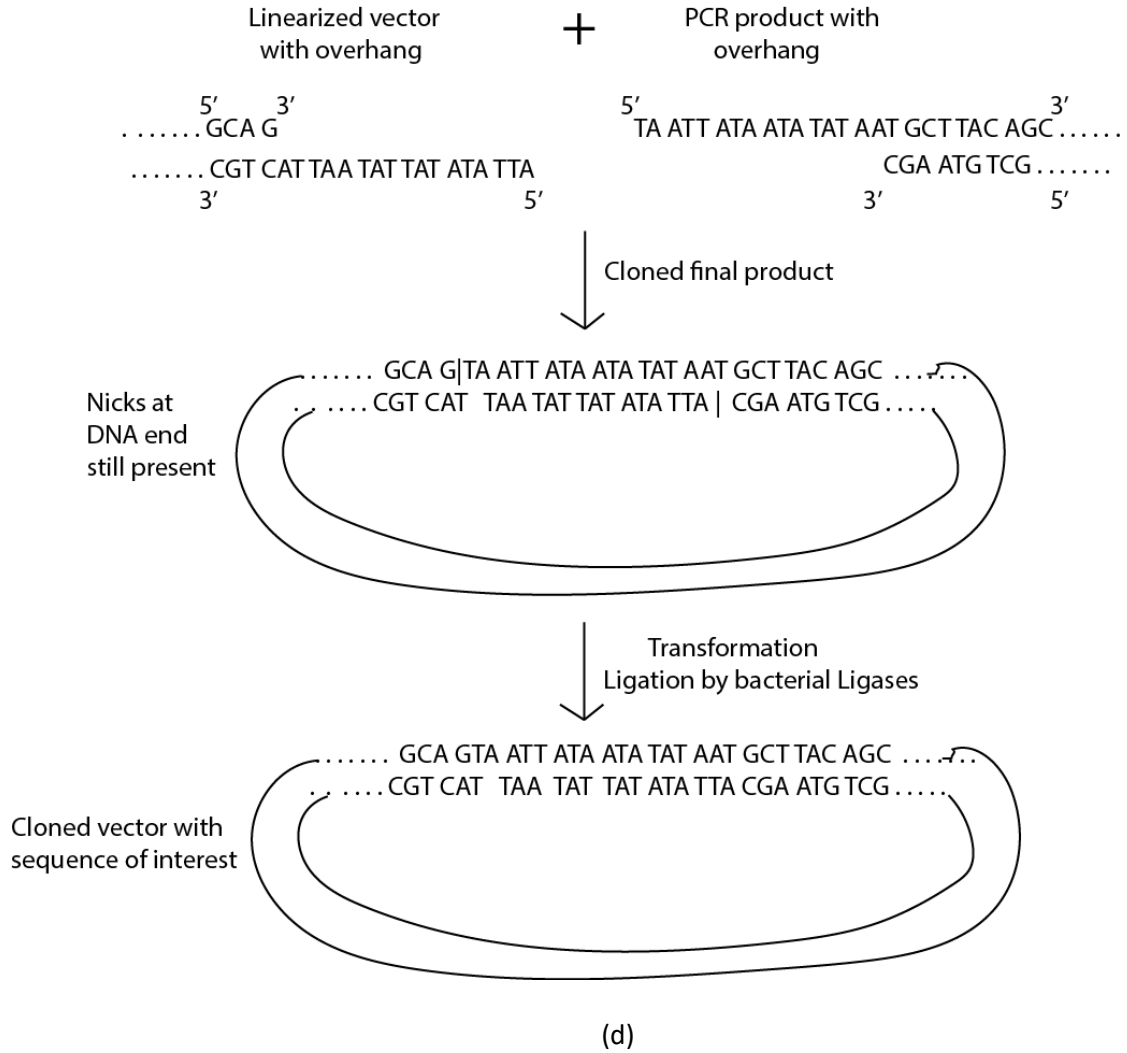 Linearized vector
with overhang
+
PCR product with
overhang
5’ 3’
. ......GCA G
.......CGT CAT TAA TAT TAT ATA TTA
3’ 5’
5’ 3’
TA ATT ATA ATA TAT AAT GCT TAC AGC......
CGA ATG TCG.......
3’ 5’
Cloned final product
Nicks at
DNA end
still present
....... GCA G|TA ATT ATA ATA TAT AAT GCT TAC AGC .......
. . ....CGT CAT TAA TAT TAT ATA TTA | CGA ATG TCG.....
Transformation
Ligation by bacterial Ligases
Cloned vector with
sequence of interest
....... GCA GTA ATT ATA ATA TAT AAT GCT TAC AGC .......
. . ....CGT CAT TAA TAT TAT ATA TTA CGA ATG TCG.....
(d)